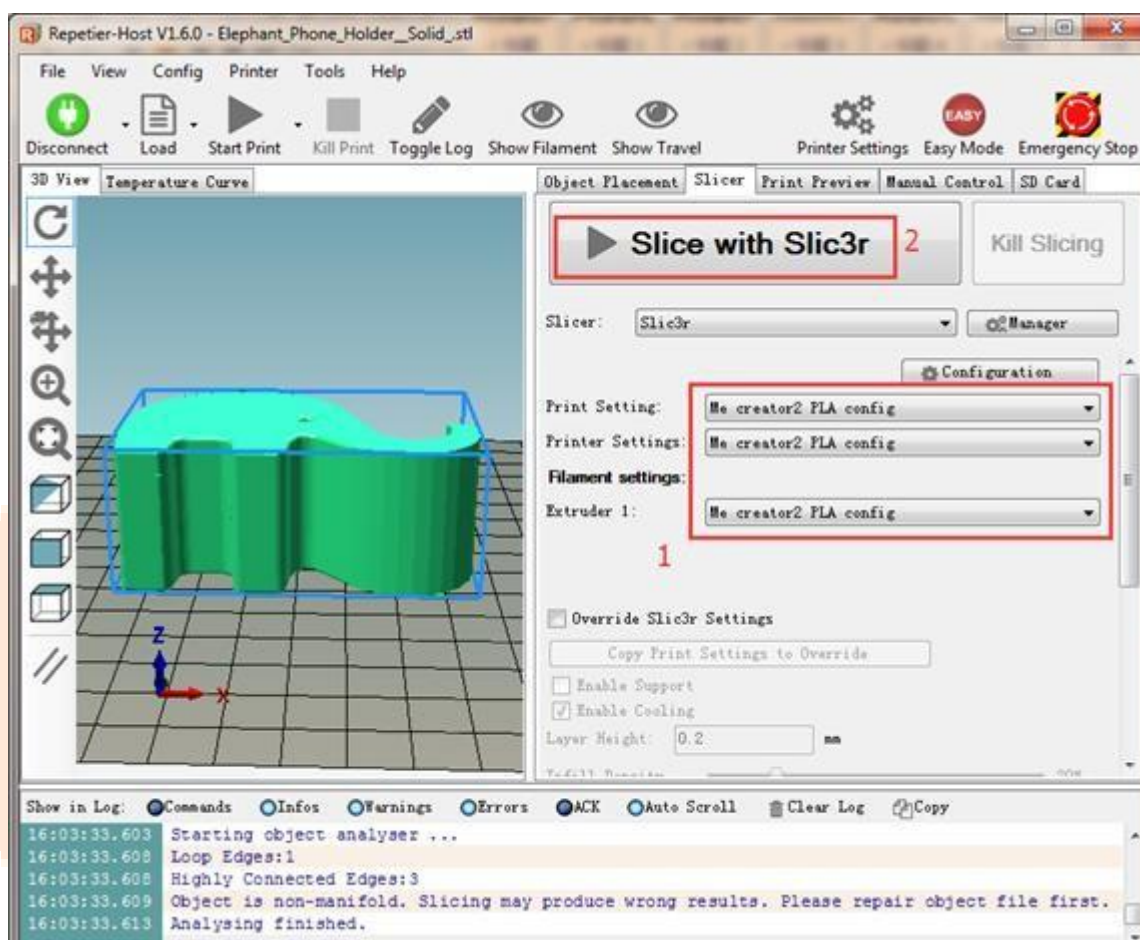 Repetier-Host V1.6.0 - Elephant_Phone_Holder__Solid_.stl
File View Config Printer Tools Help
Disconnect Load Start Print Kill Print Toggle Log Show Filament Show Travel Printer Settings Easy Mode Emergency Stop
EASY
3D View Temperature Curve
Object Placement Slicer Print Preview Manual Control SD Card
Slice with Slic3r 2 Kill Slicing
Slicer: Slic3r Manager
Configuration
Print Setting: Me creator2 PLA config
Printer Settings: Me creator2 PLA config
Filament settings:
Extruder 1: Me creator2 PLA config
1
Override Slic3r Settings
Copy Print Settings to Override
Enable Support
Enable Cooling
Layer Height: 0.2 mm
Infill Density 20%
Z
X
Show in Log: Commands Infos Warnings Errors ACK Auto Scroll Clear Log Copy
16:03:33.603 Starting object analyser ...
16:03:33.608 Loop Edges:1
16:03:33.608 Highly Connected Edges:3
16:03:33.609 Object is non-manifold. Slicing may produce wrong results. Please repair object file first.
16:03:33.613 Analysing finished.